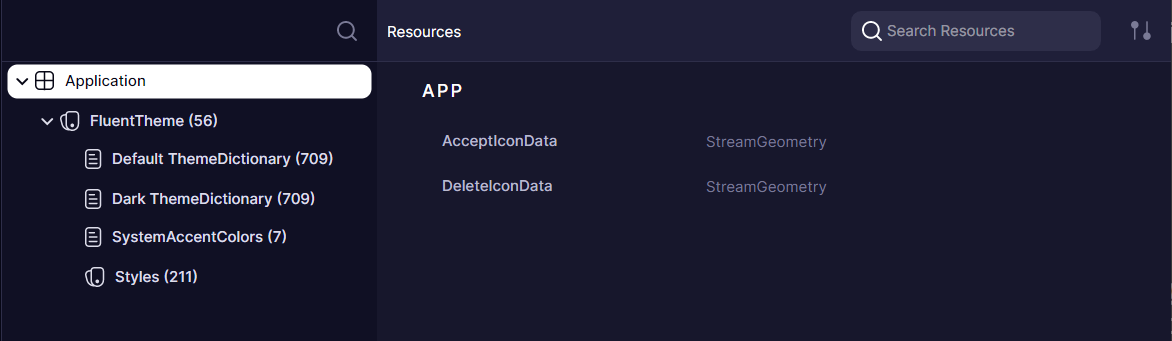 Resources
Search Resources
Application
FluentTheme (56)
Default ThemeDictionary (709)
Dark ThemeDictionary (709)
SystemAccentColors (7)
Styles (211)
APP
AcceptIconData StreamGeometry
DeleteIconData StreamGeometry